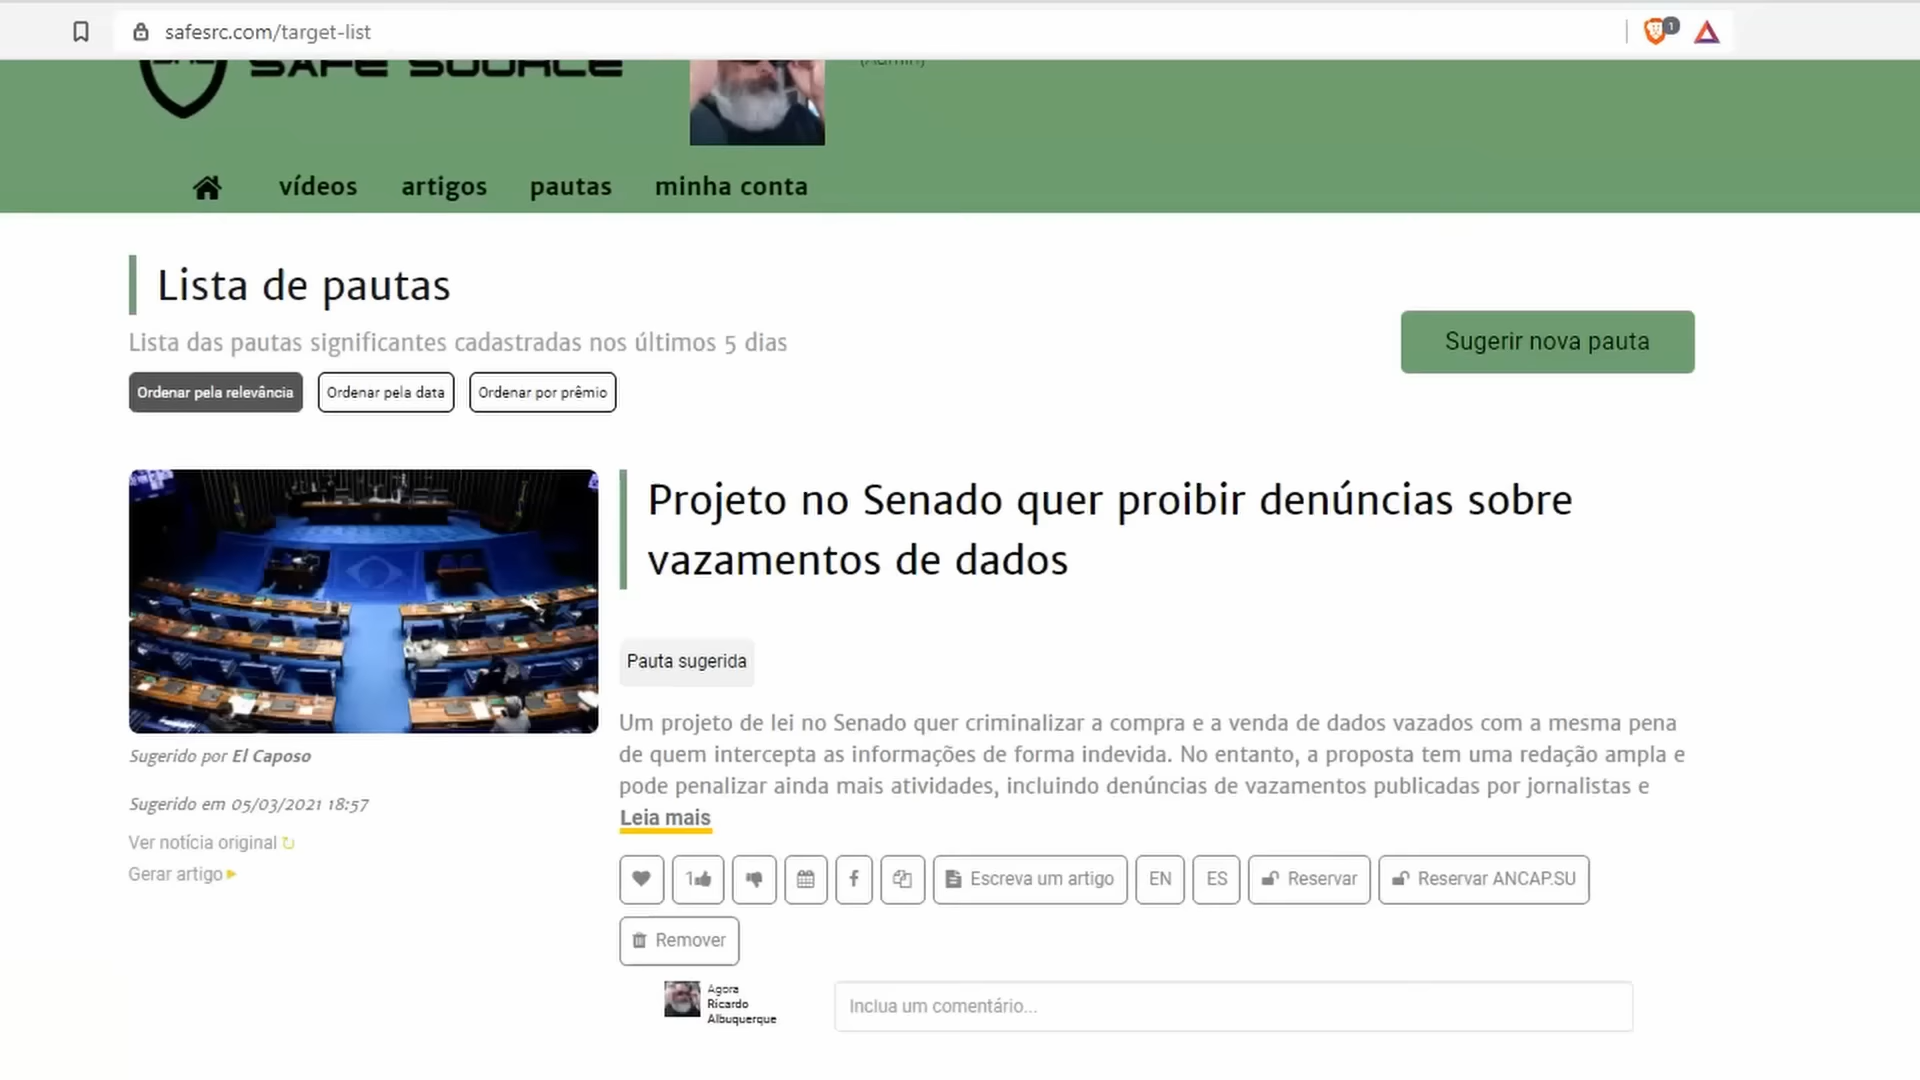 safesrc.com/target-list
1
SAFE SOURCE
(Admin)
vídeos artigos pautas minha conta
Lista de pautas
Lista das pautas significantes cadastradas nos últimos 5 dias
Sugerir nova pauta
Ordenar pela relevância Ordenar pela data Ordenar por prêmio
Projeto no Senado quer proibir denúncias sobre
vazamentos de dados
Pauta sugerida
Um projeto de lei no Senado quer criminalizar a compra e a venda de dados vazados com a mesma pena
de quem intercepta as informações de forma indevida. No entanto, a proposta tem uma redação ampla e
pode penalizar ainda mais atividades, incluindo denúncias de vazamentos publicadas por jornalistas e
Leia mais
Sugerido por El Caposo
Sugerido em 05/03/2021 18:57
Ver notícia original
Gerar artigo
1 Escreva um artigo EN ES Reservar Reservar ANCAP.SU
Remover
Agora
Ricardo
Albuquerque
Inclua um comentário...